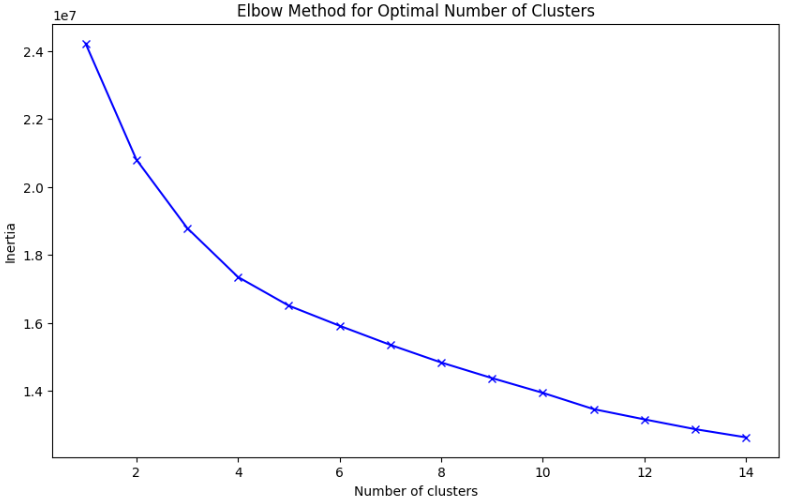 Elbow Method for Optimal Number of Clusters
1e7
2.4
2.2
2.0
1.8
1.6
1.4
Inertia
2 4 6 8 10 12 14
Number of clusters